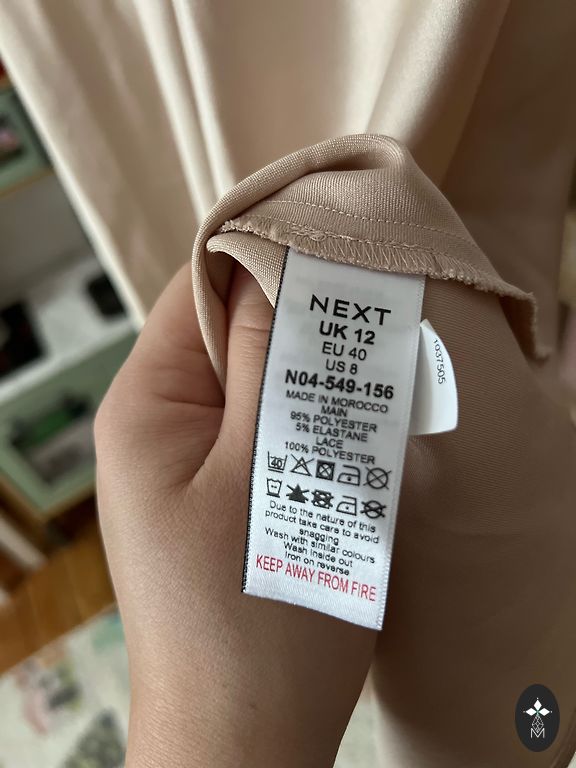 NEXT
UK 12
EU 40
US 8
N04-549-156
MADE IN MOROCCO
MAIN
95% POLYESTER
5% ELASTANE
LACE
100% POLYESTER
40
Due to the nature of this
product take care to avoid
snagging
Wash with similar colours
Wash inside out
Iron on reverse
KEEP AWAY FROM FIRE
1037505
M